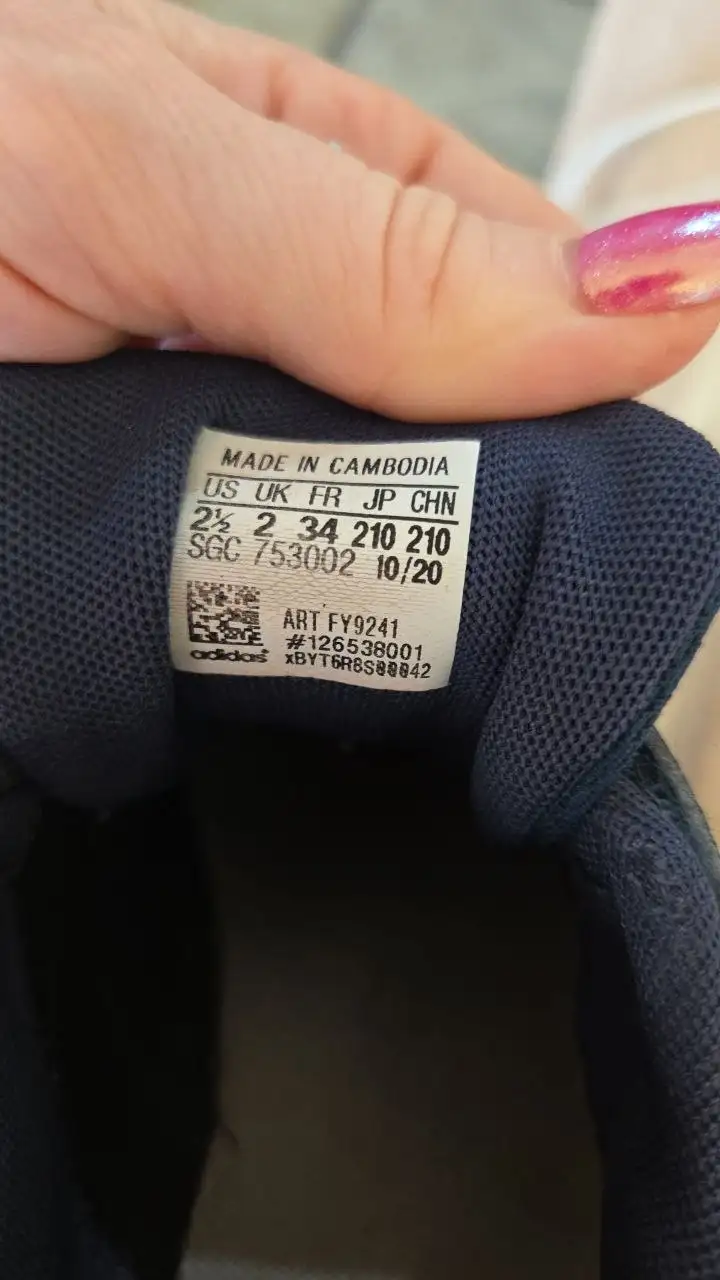 MADE IN CAMBODIA
US UK FR JP CHN
2½ 2 34 210 210
SGC 753002 10/20
ART FY9241
#126538001
adidas